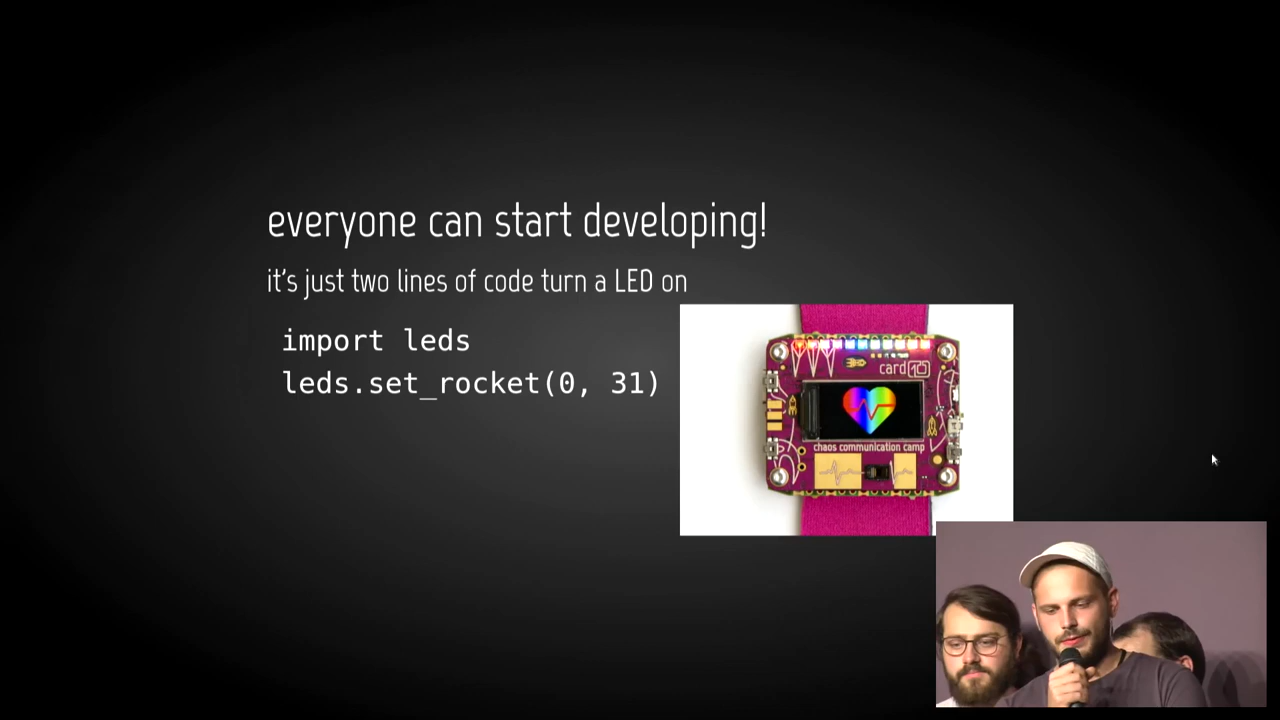 everyone can start developing!
it's just two lines of code turn a LED on
import leds
leds.set_rocket(0, 31)
card10
chaos communication camp